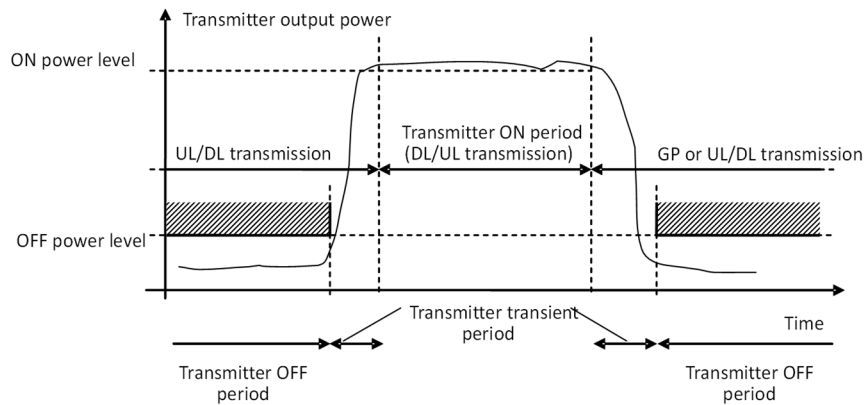 Transmitter output power
ON power level
Transmitter ON period
(DL/UL transmission)
UL/DL transmission
GP or UL/DL transmission
OFF power level
Transmitter transient
period
Time
Transmitter OFF
period
Transmitter OFF
period